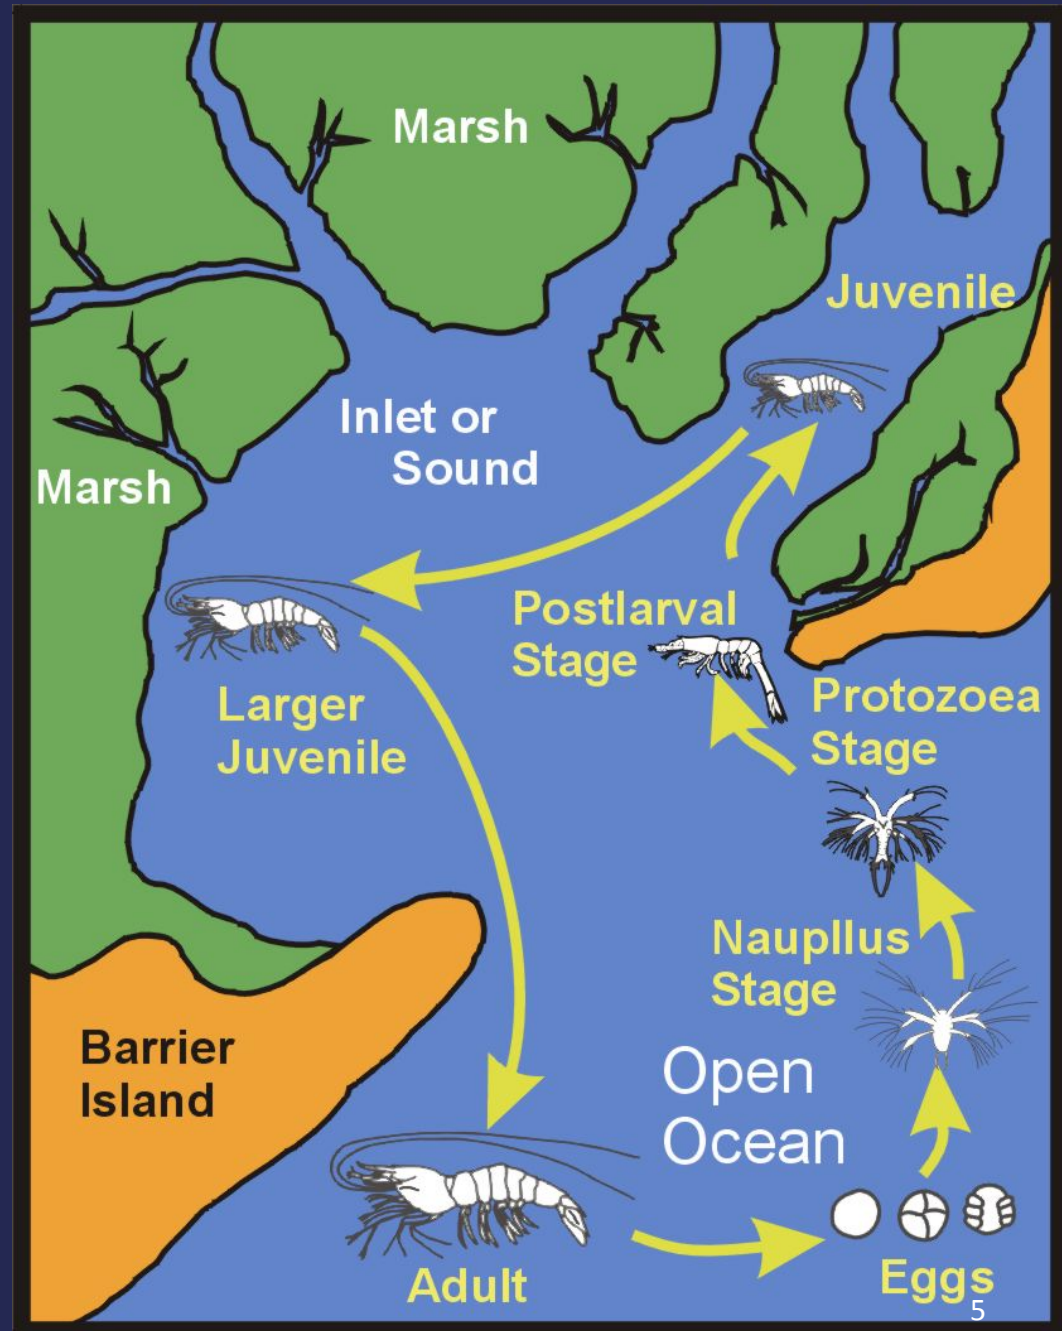 Marsh
Juvenile
Inlet or
Sound
Marsh
Postlarval
Stage
Protozoea
Stage
Larger
Juvenile
Naupllus
Stage
Barrier
Island
Open
Ocean
Adult
Eggs
5